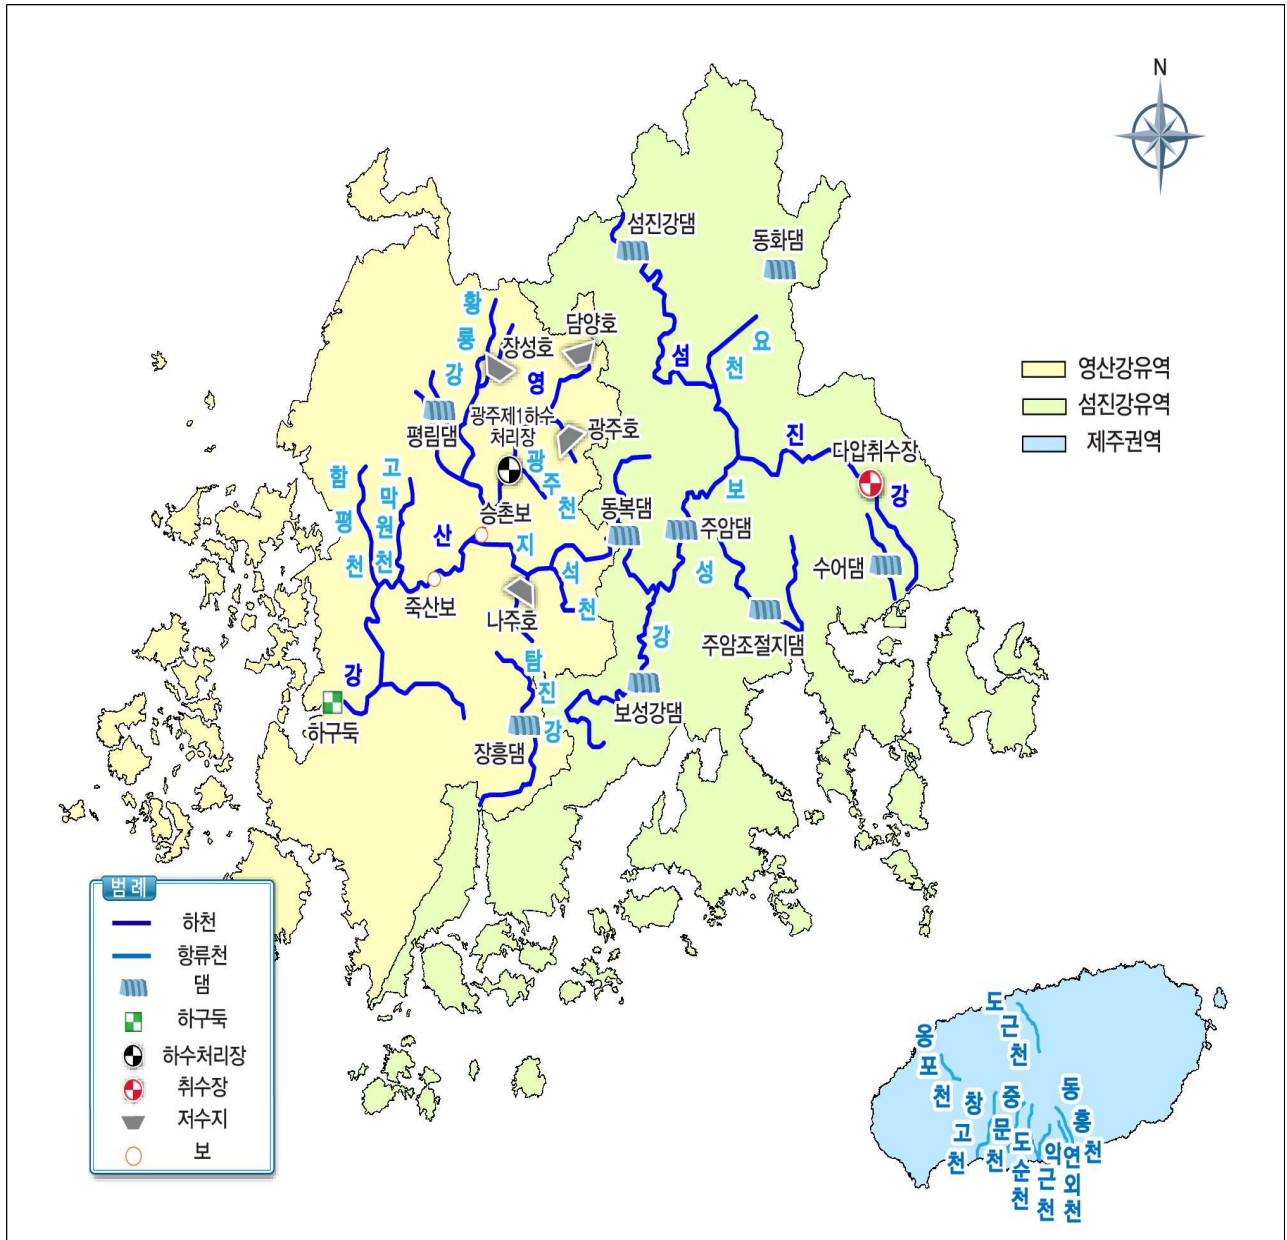 N
섬진강댐
동화댐
황룡강
장성호
담양호
영
섬
요천
평림댐
광주제1하수
처리장
광주호
광주천
진
다압취수장
강
함평천
고막원천
승촌보
산
지석천
동복댐
주암댐
보성강
수어댐
죽산보
나주호
주암조절지댐
강
하구둑
탐진강
장흥댐
보성강댐
영산강유역
섬진강유역
제주권역
범례
하천
항류천
댐
하구둑
하수처리장
취수장
저수지
보
도근천
옹포천
창고천
중문천
도순천
악근천
연외천
동홍천